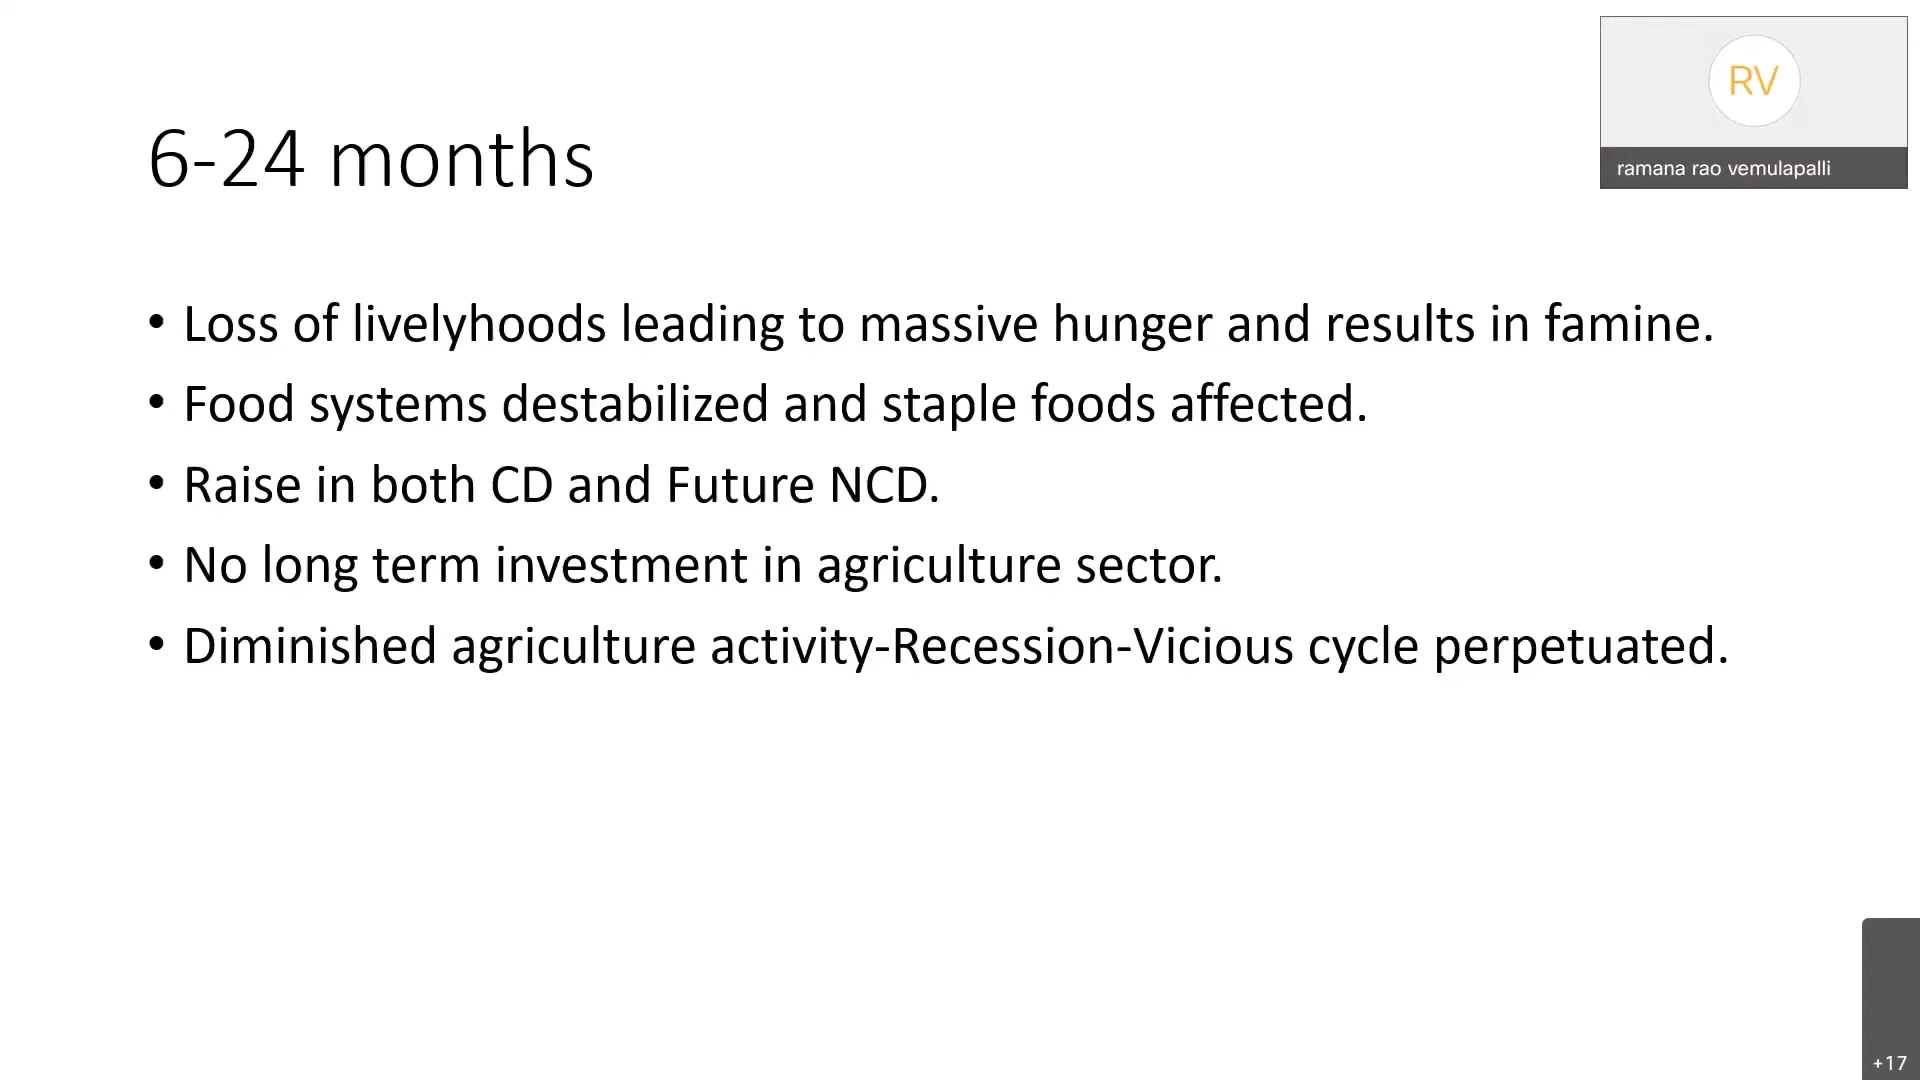 RV
ramana rao vemulapalli
6-24 months
• Loss of livelyhoods leading to massive hunger and results in famine.
• Food systems destabilized and staple foods affected.
• Raise in both CD and Future NCD.
• No long term investment in agriculture sector.
• Diminished agriculture activity-Recession-Vicious cycle perpetuated.
+17